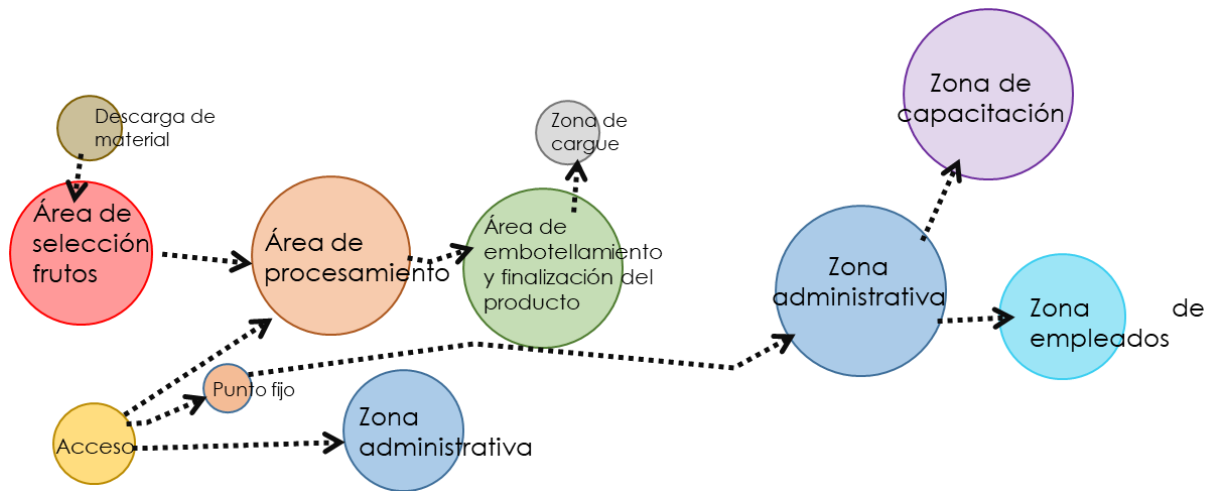 Zona de
capacitación
Descarga de
material
Zona de
cargue
Área de
selección
frutos
Área de
procesamiento
Área de
embotellamiento
y finalización del
producto
Zona
administrativa
Zona de
empleados
Punto fijo
Acceso
Zona
administrativa